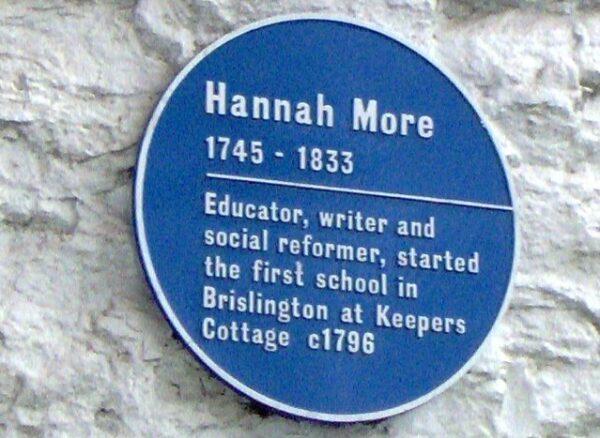 Hannah More
1745 - 1833
Educator, writer and
social reformer, started
the first school in
Brislington at Keepers
Cottage c1796